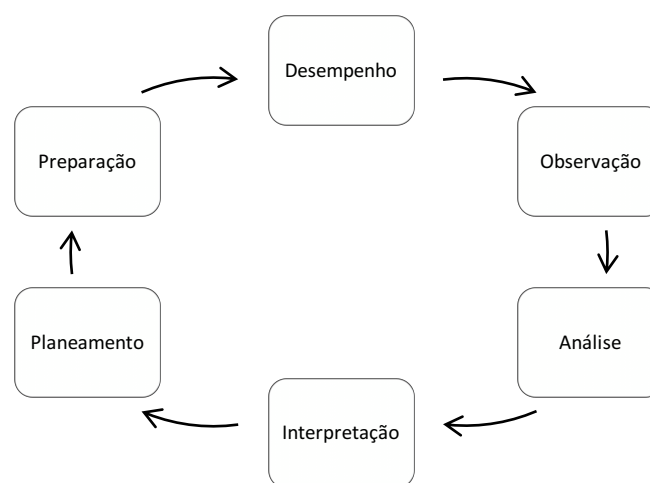 Desempenho
Preparação
Observação
Planeamento
Análise
Interpretação